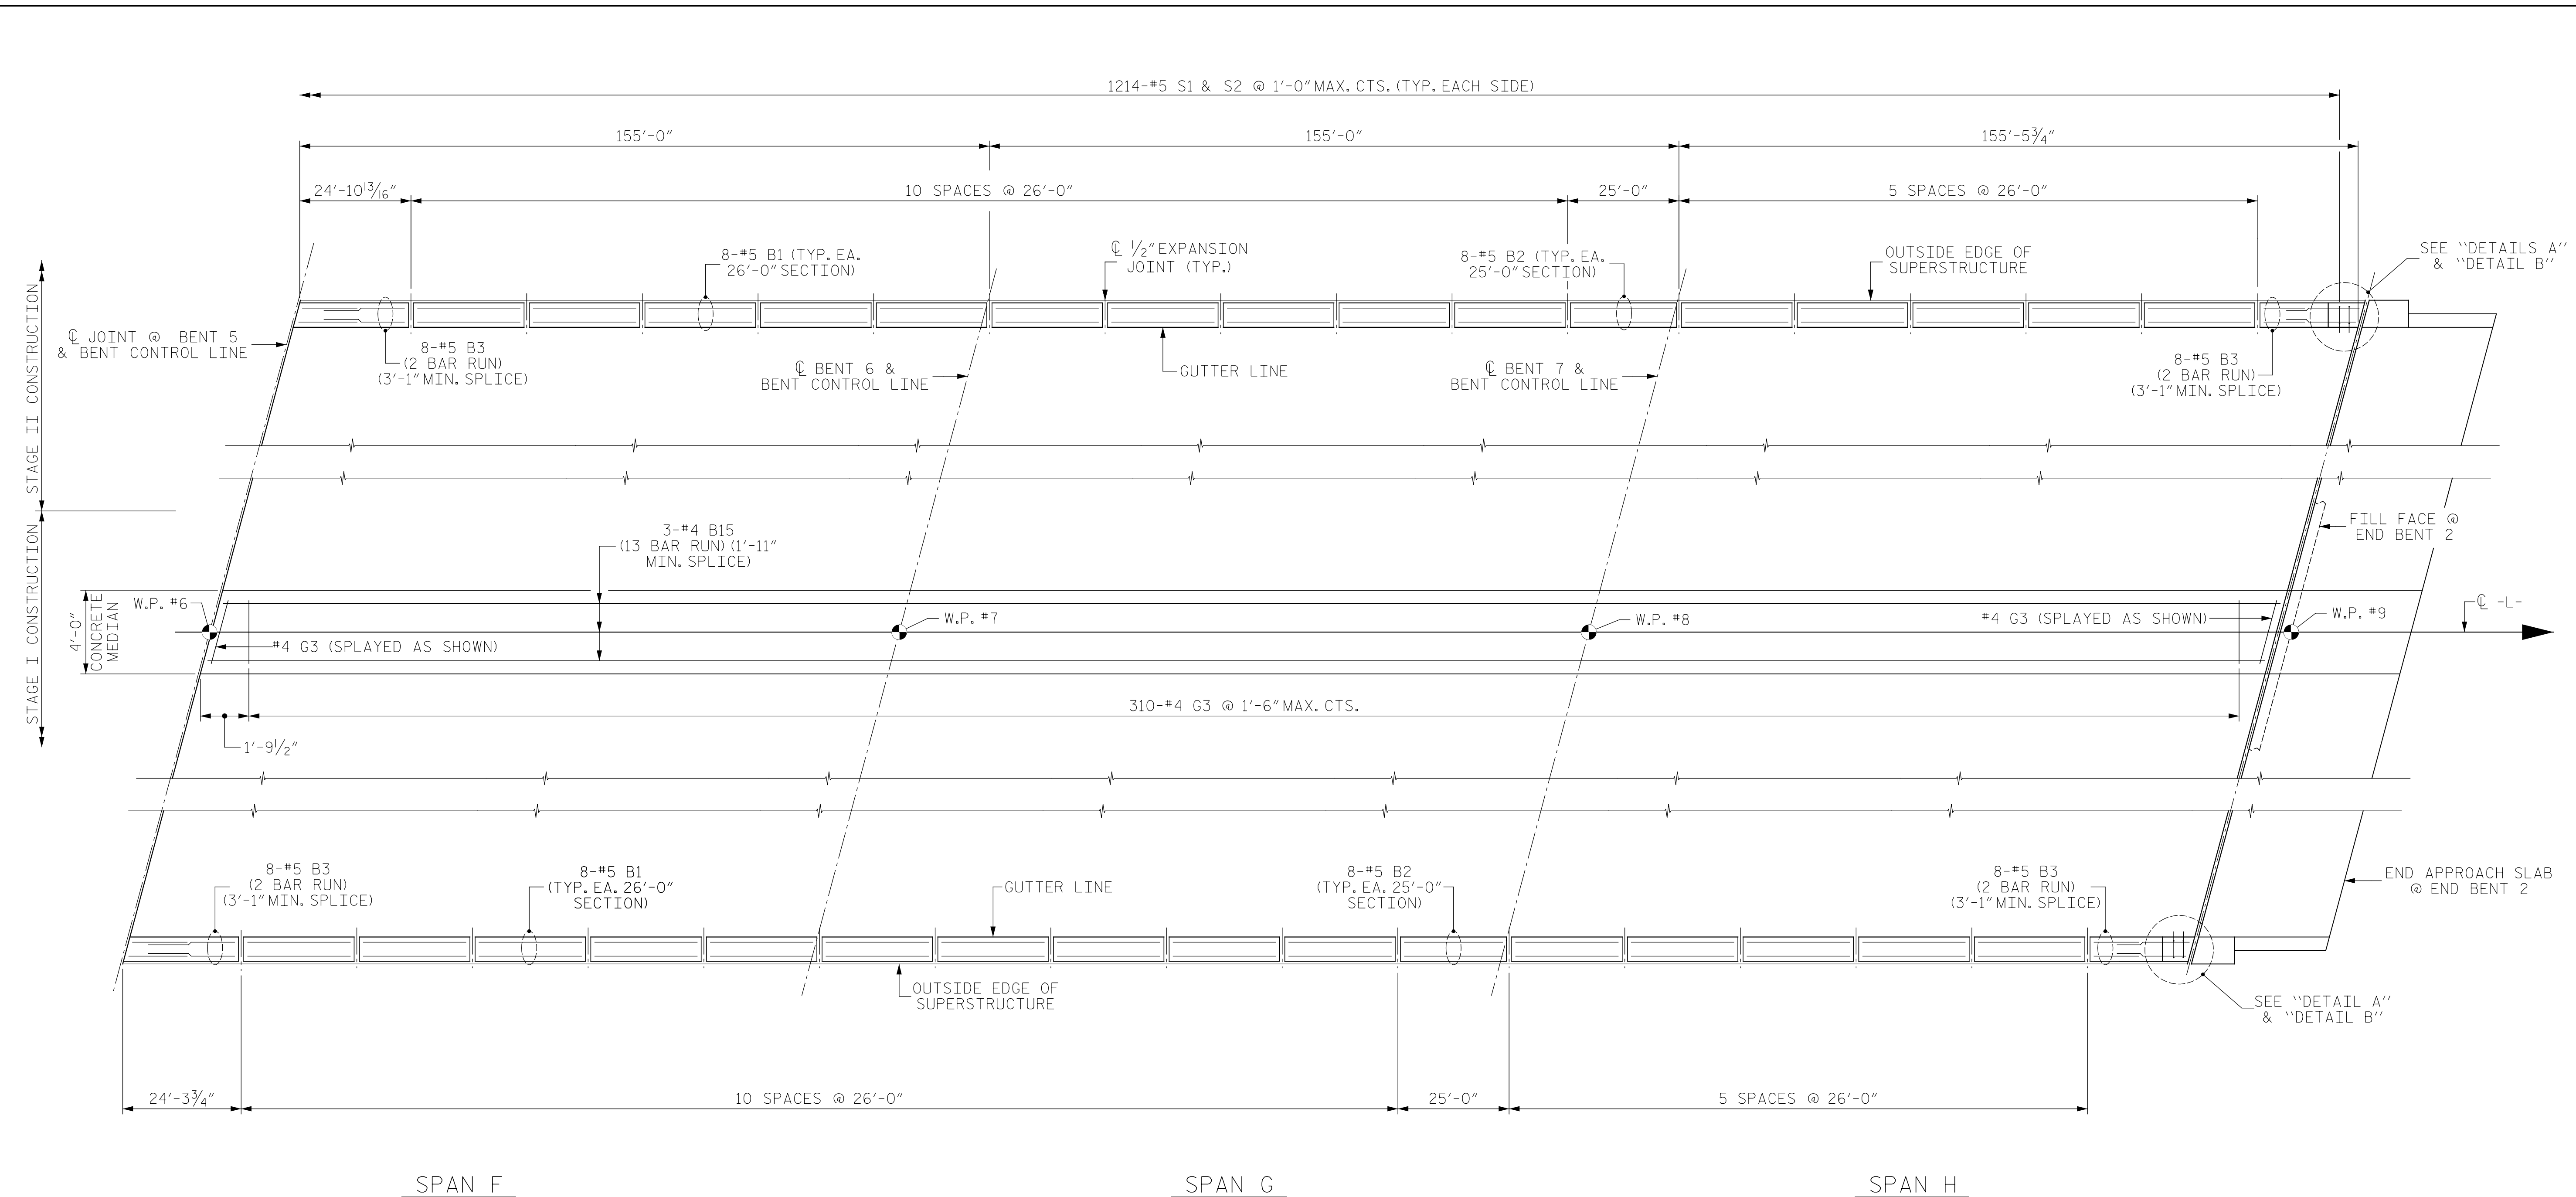 1214-#5 S1 & S2 @ 1'-0" MAX. CTS. (TYP. EACH SIDE)
155'-0"
155'-0"
155'-5 3/4"
24'-10 13/16"
10 SPACES @ 26'-0"
25'-0"
5 SPACES @ 26'-0"
8-#5 B1 (TYP. EA.
26'-0" SECTION)
℄ 1/2" EXPANSION
JOINT (TYP.)
8-#5 B2 (TYP. EA.
25'-0" SECTION)
OUTSIDE EDGE OF
SUPERSTRUCTURE
SEE ``DETAILS A''
& ``DETAIL B''
℄ JOINT @ BENT 5
& BENT CONTROL LINE
8-#5 B3
(2 BAR RUN)
(3'-1" MIN. SPLICE)
℄ BENT 6 &
BENT CONTROL LINE
GUTTER LINE
℄ BENT 7 &
BENT CONTROL LINE
8-#5 B3
(2 BAR RUN)
(3'-1" MIN. SPLICE)
STAGE II CONSTRUCTION
STAGE I CONSTRUCTION
3-#4 B15
(13 BAR RUN) (1'-11"
MIN. SPLICE)
FILL FACE @
END BENT 2
4'-0"
CONCRETE
MEDIAN
W.P. #6
W.P. #7
W.P. #8
#4 G3 (SPLAYED AS SHOWN)
W.P. #9
℄ -L-
#4 G3 (SPLAYED AS SHOWN)
310-#4 G3 @ 1'-6" MAX. CTS.
1'-9 1/2"
8-#5 B3
(2 BAR RUN)
(3'-1" MIN. SPLICE)
8-#5 B1
(TYP. EA. 26'-0"
SECTION)
GUTTER LINE
8-#5 B2
(TYP. EA. 25'-0"
SECTION)
8-#5 B3
(2 BAR RUN)
(3'-1" MIN. SPLICE)
END APPROACH SLAB
@ END BENT 2
OUTSIDE EDGE OF
SUPERSTRUCTURE
SEE ``DETAIL A''
& ``DETAIL B''
24'-3 3/4"
10 SPACES @ 26'-0"
25'-0"
5 SPACES @ 26'-0"
SPAN F
SPAN G
SPAN H